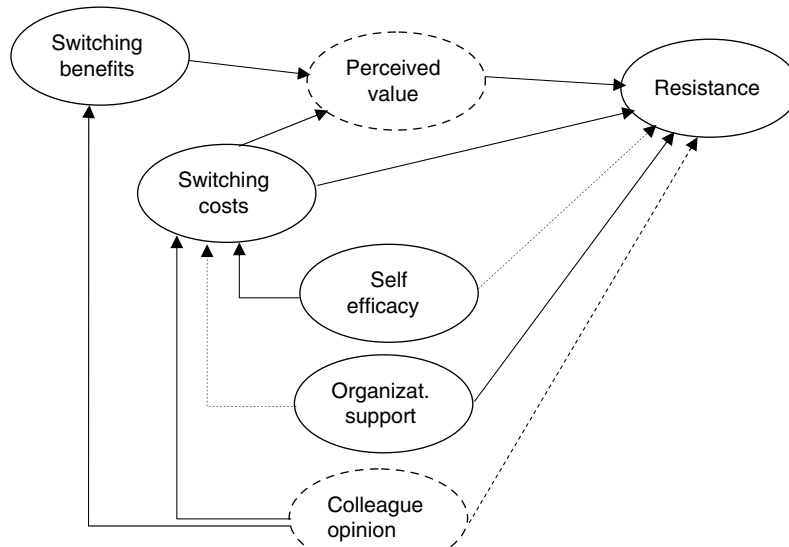 Switching
benefits
Perceived
value
Resistance
Switching
costs
Self
efficacy
Organizat.
support
Colleague
opinion